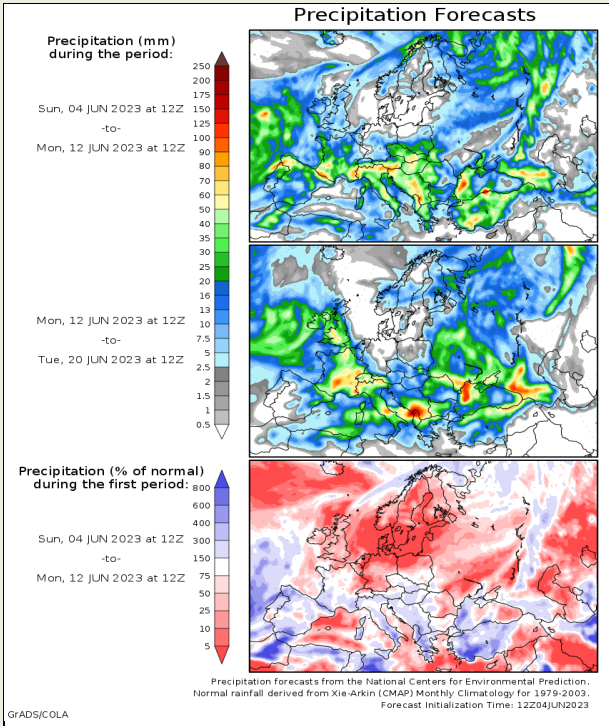 Precipitation Forecasts
Precipitation (mm)
during the period:
250
200
175
150
125
100
90
80
70
60
50
40
35
30
25
20
16
13
10
7.5
5
2.5
2
1.5
1
0.5
Sun, 04 JUN 2023 at 12Z
-to-
Mon, 12 JUN 2023 at 12Z
Mon, 12 JUN 2023 at 12Z
-to-
Tue, 20 JUN 2023 at 12Z
Precipitation (% of normal)
during the first period:
800
600
400
300
150
75
50
25
10
5
Sun, 04 JUN 2023 at 12Z
-to-
Mon, 12 JUN 2023 at 12Z
Precipitation forecasts from the National Centers for Environmental Prediction.
Normal rainfall derived from Xie-Arkin (CMAP) Monthly Climatology for 1979-2003.
Forecast Initialization Time: 12Z04JUN2023
GrADS/COLA